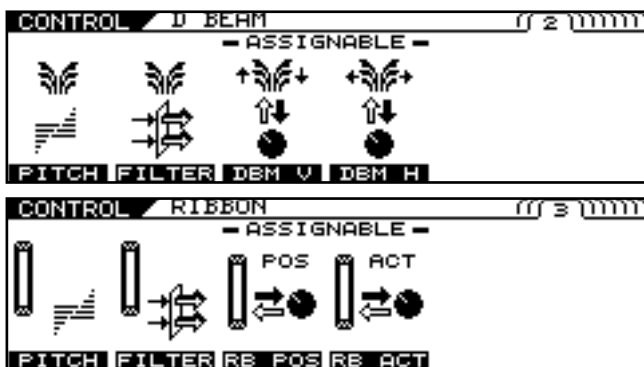 CONTROL D BEAM 2
ASSIGNABLE
PITCH FILTER DBM V DBM H
CONTROL RIBBON 3
ASSIGNABLE
POS ACT
PITCH FILTER RB POS RB ACT